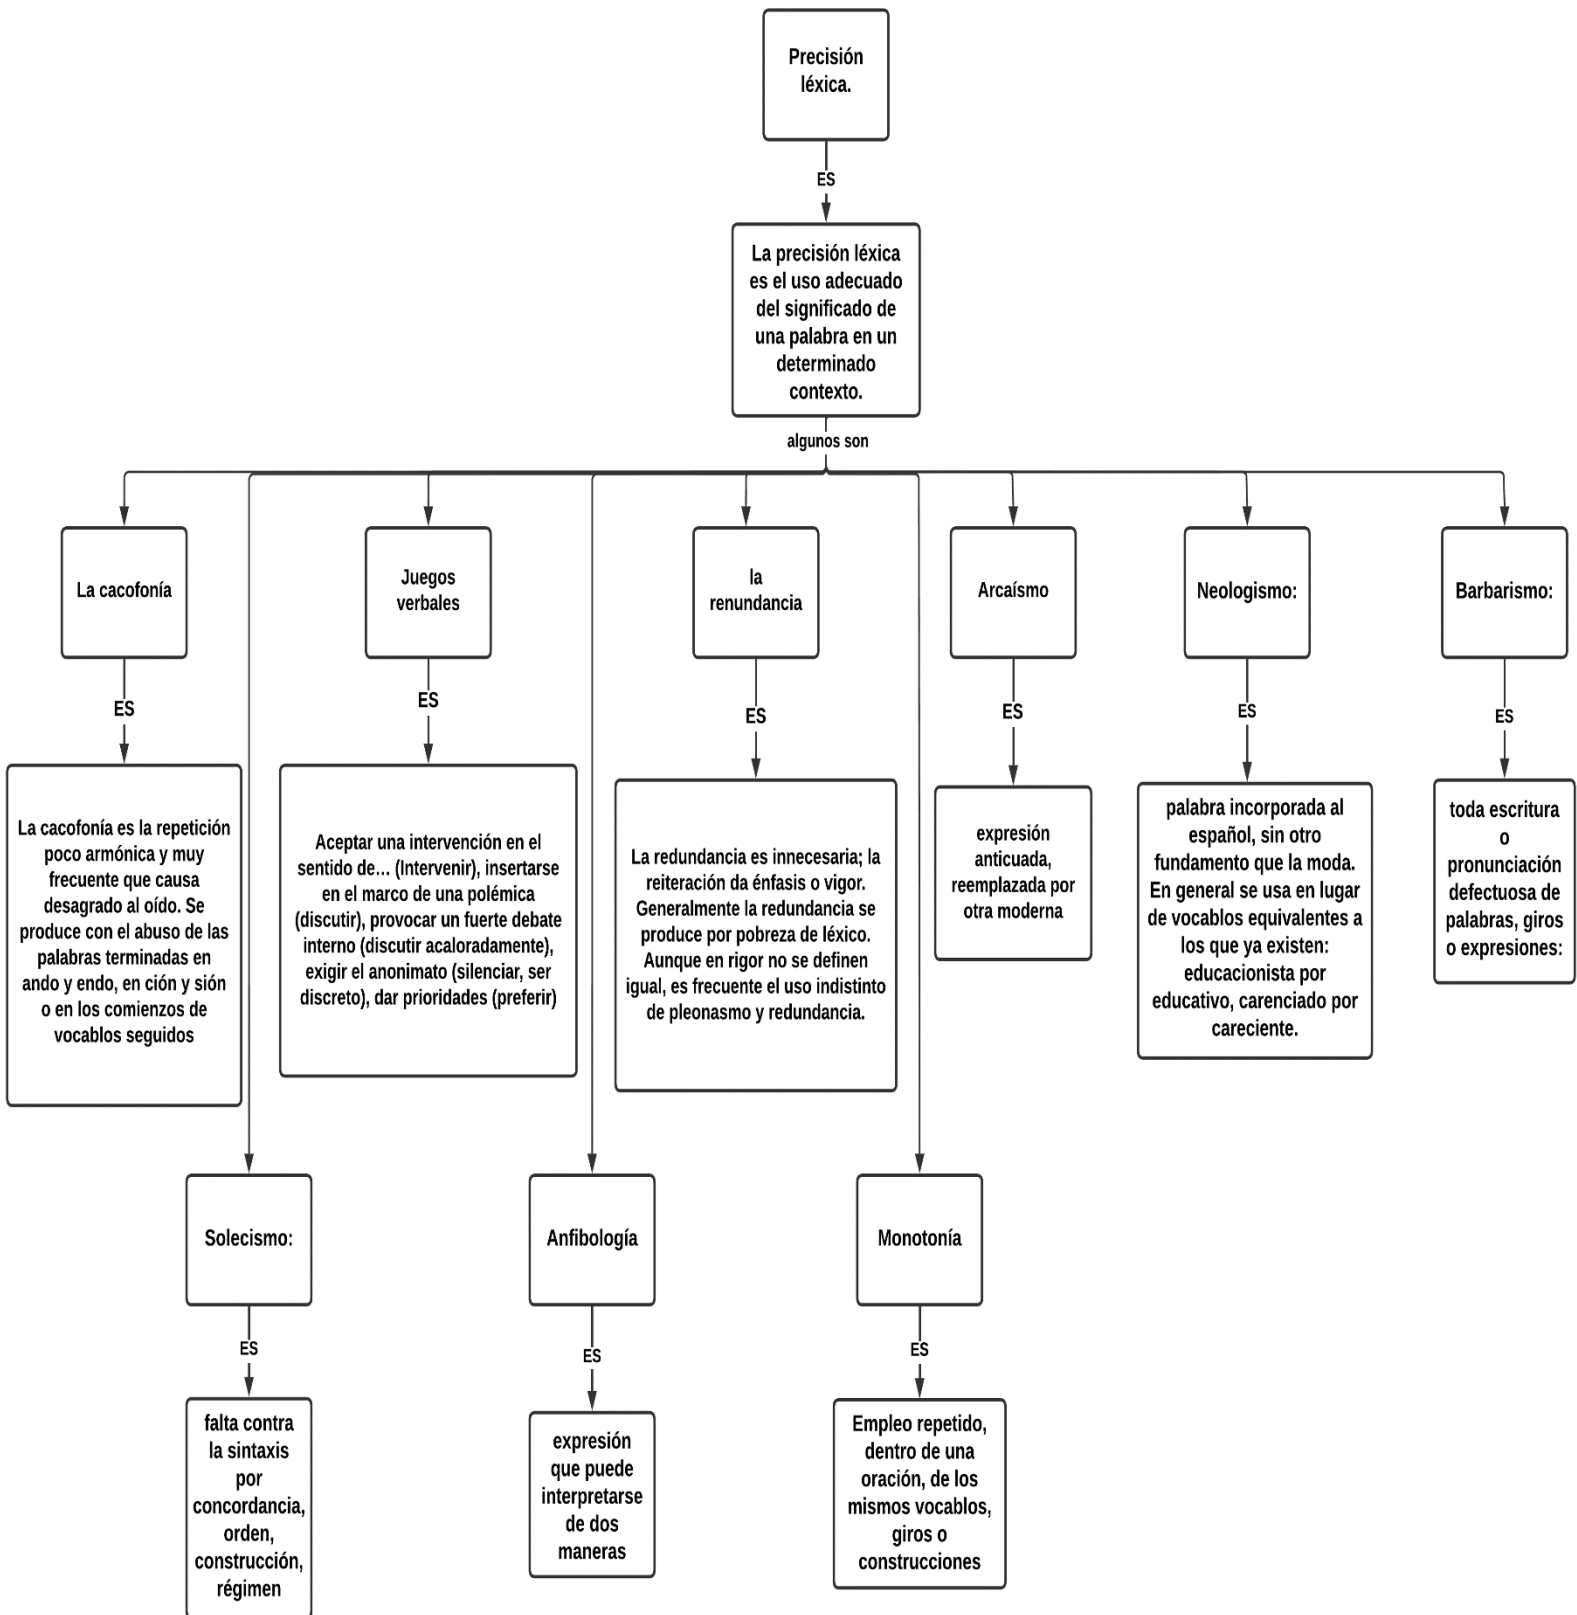 Precisión
léxica.
ES
La precisión léxica
es el uso adecuado
del significado de
una palabra en un
determinado
contexto.
algunos son
La cacofonía
ES
La cacofonía es la repetición
poco armónica y muy
frecuente que causa
desagrado al oído. Se
produce con el abuso de las
palabras terminadas en
ando y endo, en ción y sión
o en los comienzos de
vocablos seguidos
Juegos
verbales
ES
Aceptar una intervención en el
sentido de... (Intervenir), insertarse
en el marco de una polémica
(discutir), provocar un fuerte debate
interno (discutir acaloradamente),
exigir el anonimato (silenciar, ser
discreto), dar prioridades (preferir)
la
renundancia
ES
La redundancia es innecesaria; la
reiteración da énfasis o vigor.
Generalmente la redundancia se
produce por pobreza de léxico.
Aunque en rigor no se definen
igual, es frecuente el uso indistinto
de pleonasmo y redundancia.
Arcaísmo
ES
expresión
anticuada,
reemplazada por
otra moderna
Neologismo:
ES
palabra incorporada al
español, sin otro
fundamento que la moda.
En general se usa en lugar
de vocablos equivalentes a
los que ya existen:
educacionista por
educativo, carenciado por
careciente.
Barbarismo:
ES
toda escritura
o
pronunciación
defectuosa de
palabras, giros
o expresiones:
Solecismo:
ES
falta contra
la sintaxis
por
concordancia,
orden,
construcción,
régimen
Anfibología
ES
expresión
que puede
interpretarse
de dos
maneras
Monotonía
ES
Empleo repetido,
dentro de una
oración, de los
mismos vocablos,
giros o
construcciones